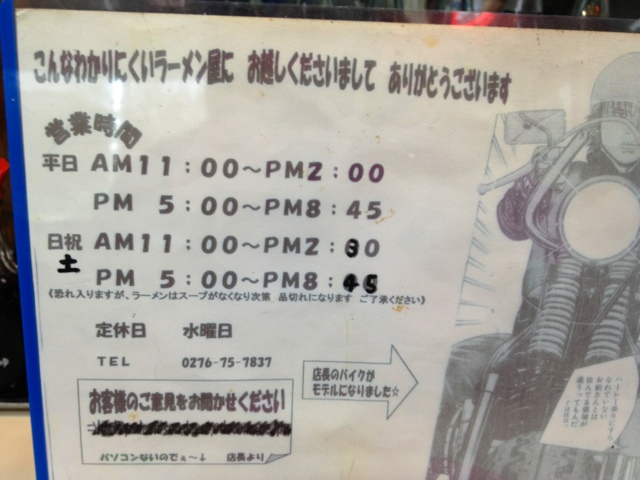 こんなわかりにくいラーメン屋に お越しくださいまして ありがとうございます
営業時間
平日 AM11:00～PM2:00
PM 5:00～PM8:45
日祝 AM11:00～PM2:30
土
PM 5:00～PM8:45
《恐れ入りますが、ラーメンはスープがなくなり次第 品切れになります ご了承ください》
定休日 水曜日
TEL 0276-75-7837
店長のバイクが
モデルになりました☆
お客様のご意見をお聞かせください
パソコンないのでぇ～↓ 店長より